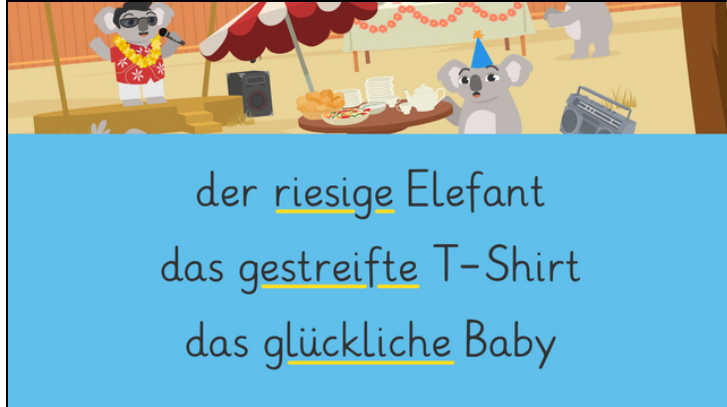 der riesige Elefant
das gestreifte T-Shirt
das glückliche Baby